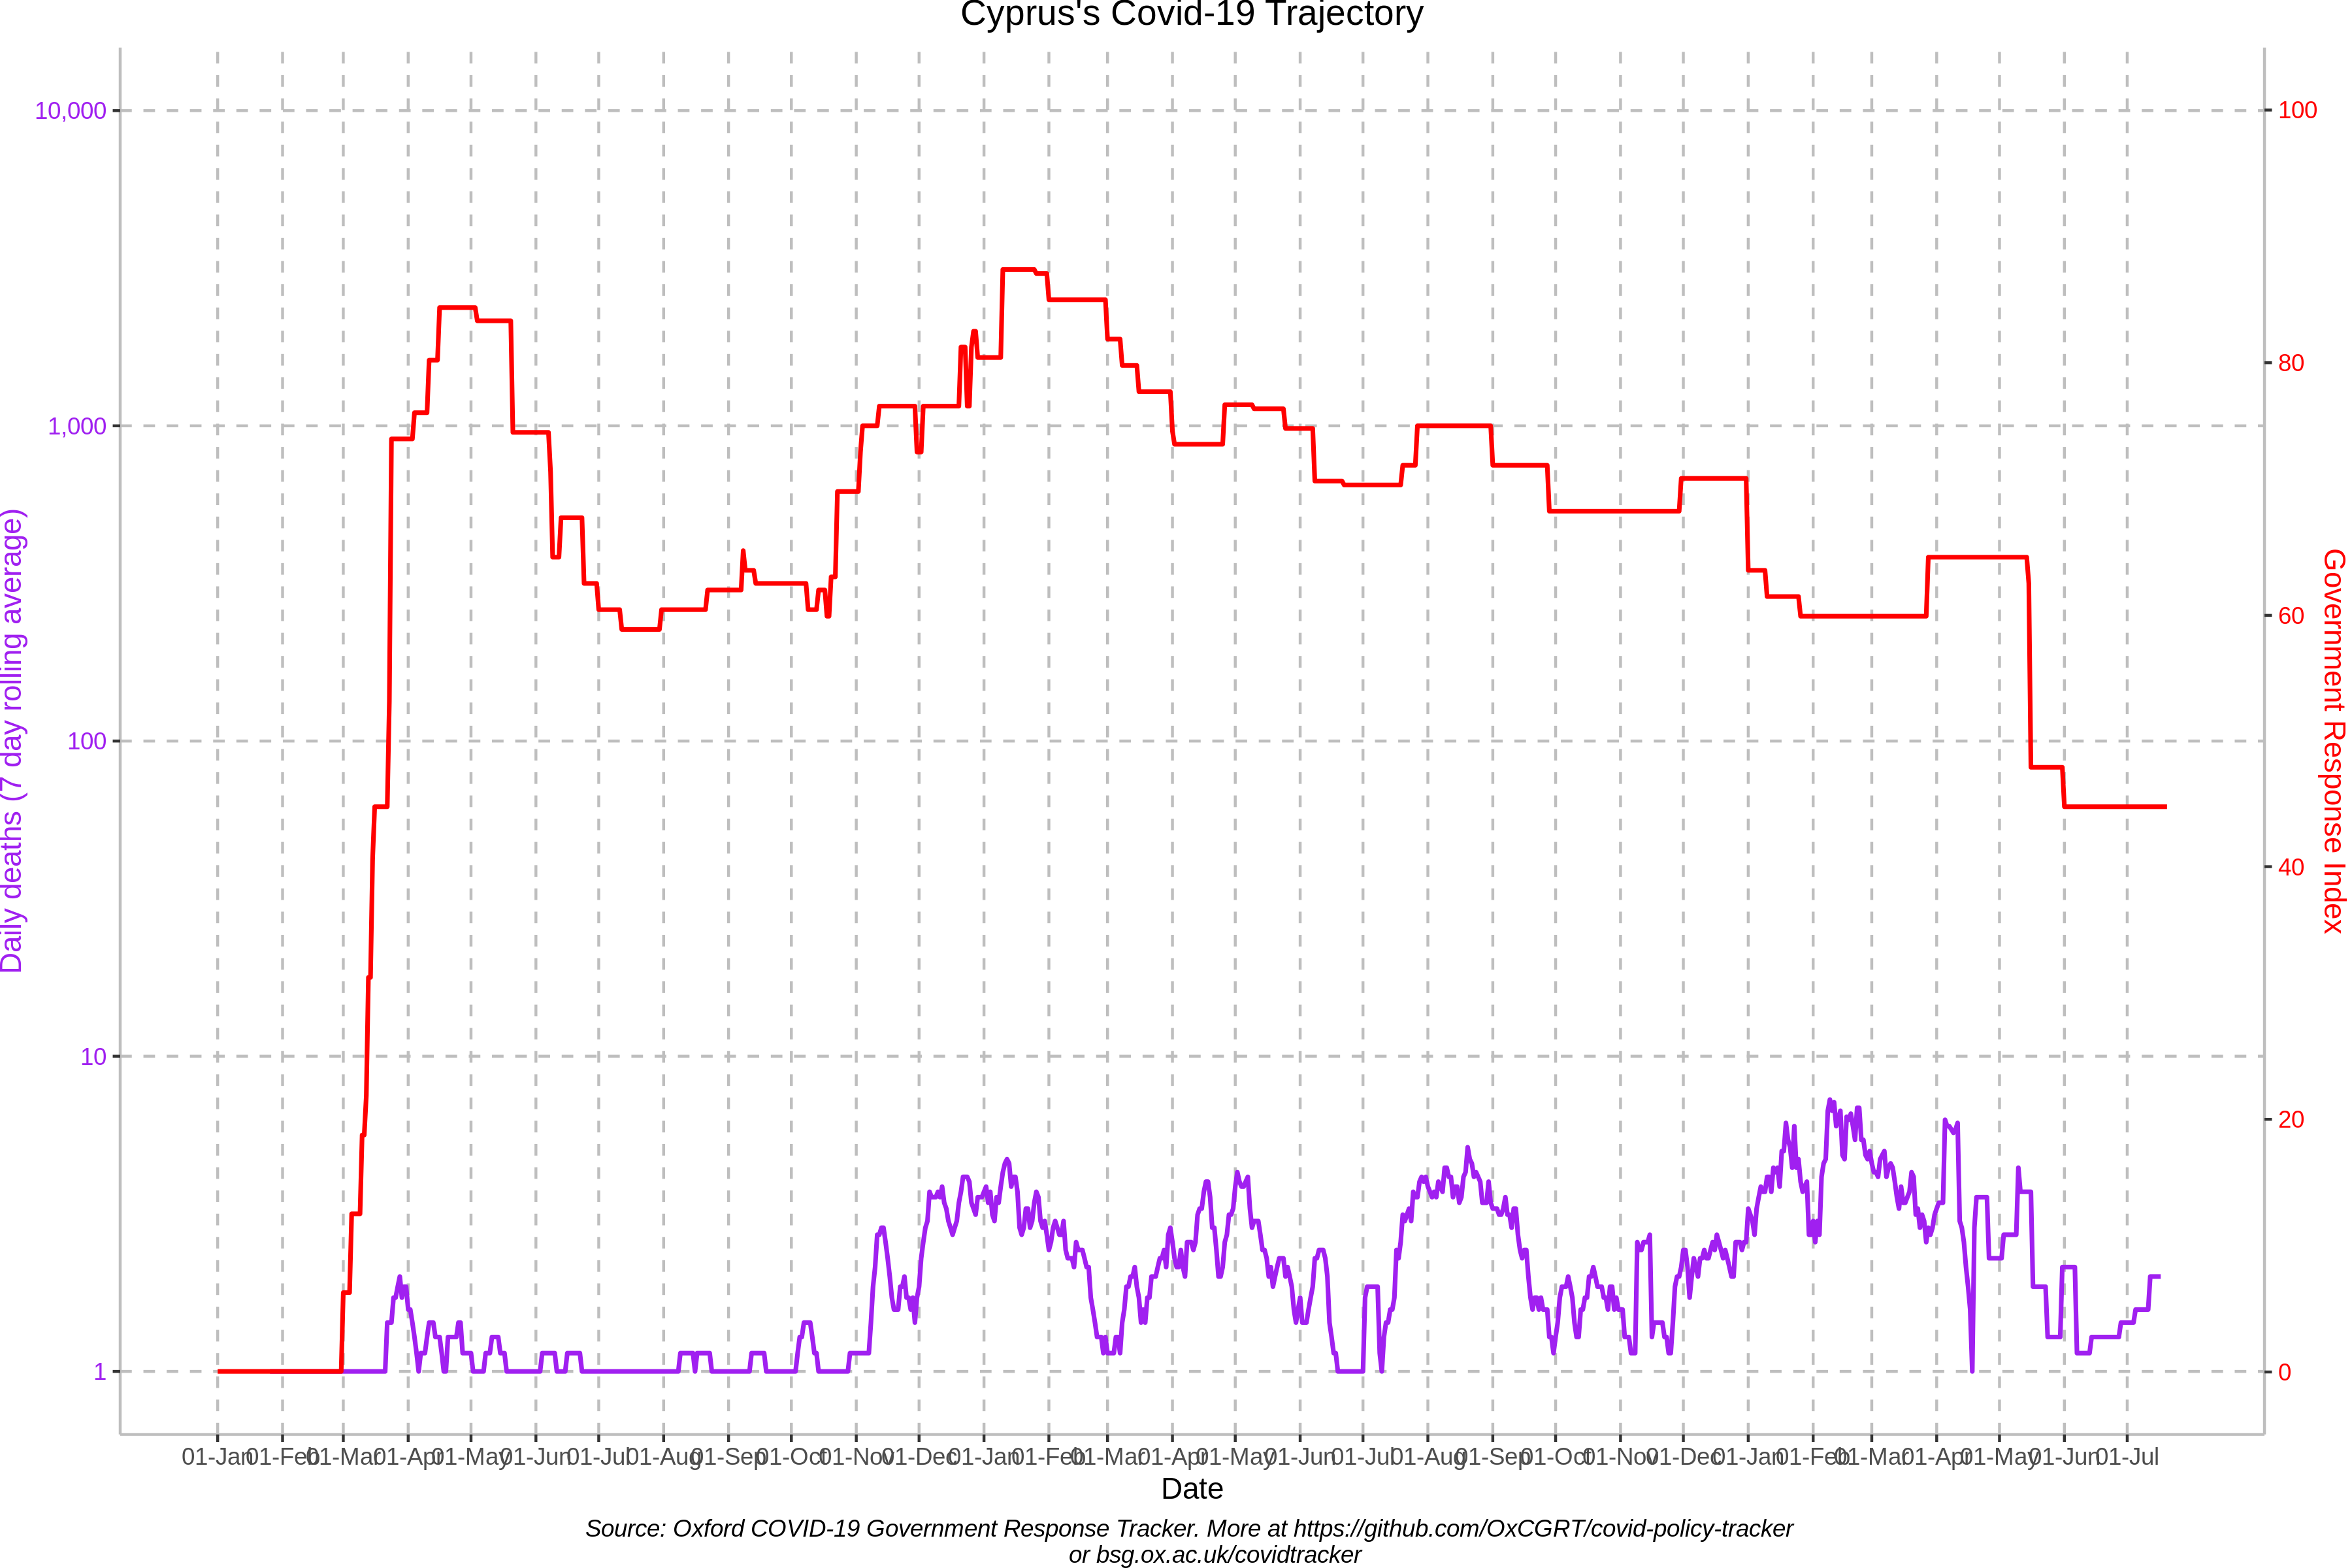 Cyprus's Covid-19 Trajectory
10,000
1,000
100
10
1
Daily deaths (7 day rolling average)
100
80
60
40
20
0
Government Response Index
01-Jan 01-Feb 01-Mar 01-Apr 01-May 01-Jun 01-Jul 01-Aug 01-Sep 01-Oct 01-Nov 01-Dec 01-Jan 01-Feb 01-Mar 01-Apr 01-May 01-Jun 01-Jul 01-Aug 01-Sep 01-Oct 01-Nov 01-Dec 01-Jan 01-Feb 01-Mar 01-Apr 01-May 01-Jun 01-Jul
Date
Source: Oxford COVID-19 Government Response Tracker. More at https://github.com/OxCGRT/covid-policy-tracker
or bsg.ox.ac.uk/covidtracker